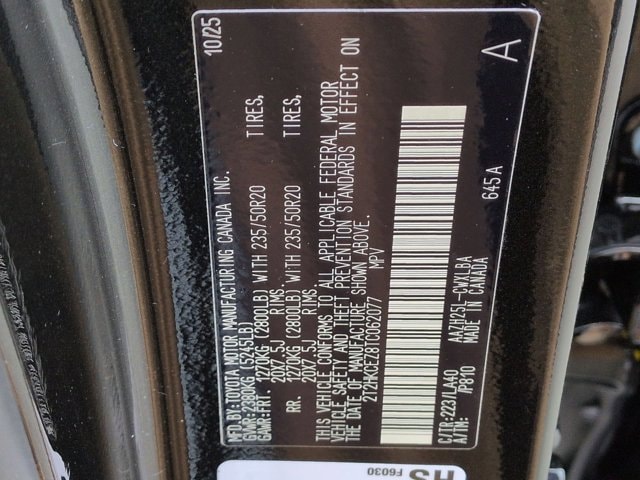 MFD.BY:TOYOTA MOTOR MANUFACTURING CANADA INC. 10/25
GVWR:2380KG (5245LB)
GAWR:FRT. 1270KG (2800LB) WITH 235/50R20 TIRES,
20X7.5J RIMS
RR. 1270KG (2800LB) WITH 235/50R20 TIRES,
20X7.5J RIMS
THIS VEHICLE CONFORMS TO ALL APPLICABLE FEDERAL MOTOR
VEHICLE SAFETY AND THEFT PREVENTION STANDARDS IN EFFECT ON
THE DATE OF MANUFACTURE SHOWN ABOVE.
2T2HKCEZ8TC062077 MPV
C/TR:223/LA40 AAZH25L-CWXLBA
A/TM: /P810 MADE IN CANADA
645A A
HS
F6030